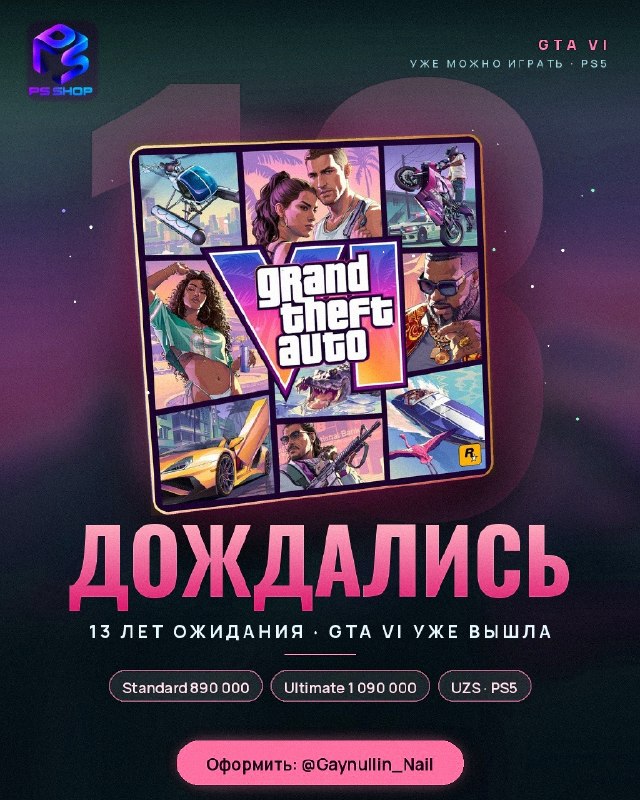 PS SHOP
GTA VI
УЖЕ МОЖНО ИГРАТЬ · PS5
13
VI
grand
theft
auto
R
ДОЖДАЛИСЬ
13 ЛЕТ ОЖИДАНИЯ · GTA VI УЖЕ ВЫШЛА
Standard 890 000
Ultimate 1 090 000
UZS · PS5
Оформить: @Gaynullin_Nail